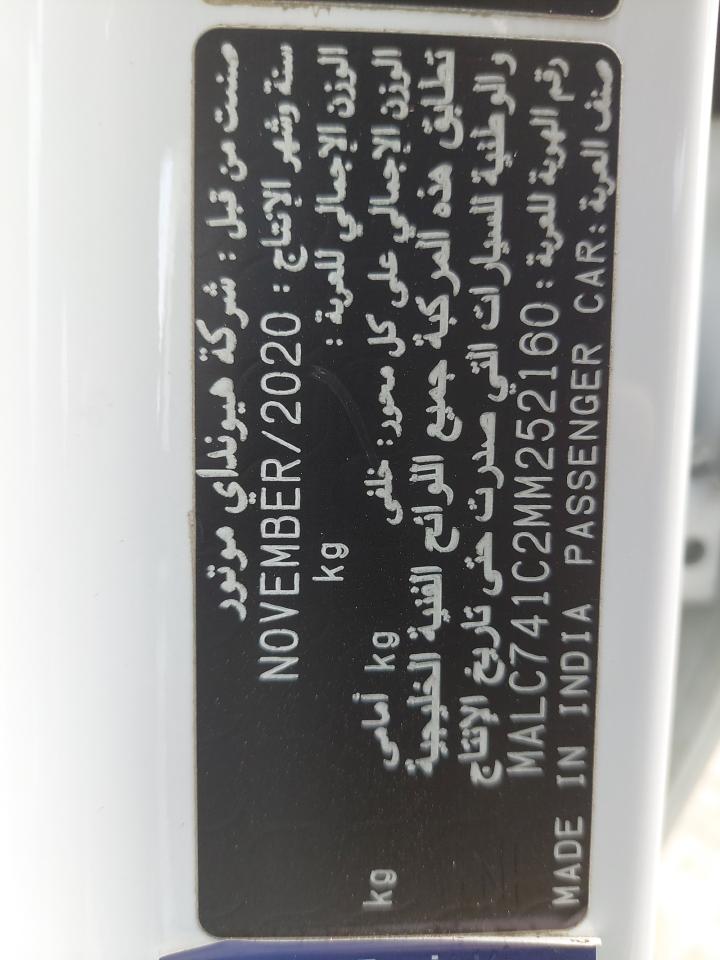 صنعت من قبل : شركة هيونداي موتور
سنة وشهر الإنتاج : NOVEMBER/2020
الوزن الإجمالي للعربة : kg
الوزن الإجمالي على كل محور: خلفى kg أمامى kg
تطابق هذه المركبة جميع اللوائح الفنية الخليجية
والوطنية للسيارات التي صدرت حتى تاريخ الإنتاج
رقم الهوية للعربة : MALC741C2MM252160
صنف العربة : MADE IN INDIA PASSENGER CAR